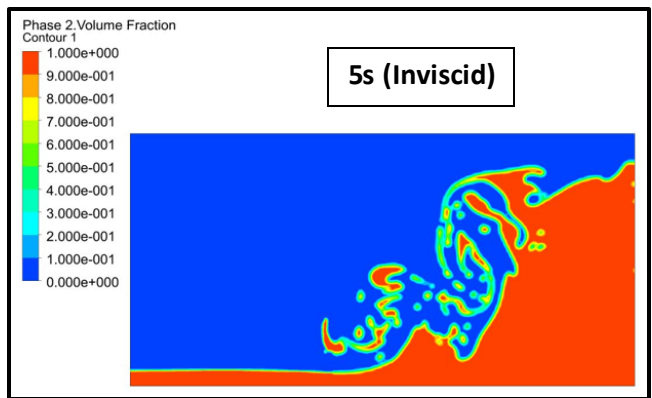 Phase 2.Volume Fraction
Contour 1
1.000e+000
9.000e-001
8.000e-001
7.000e-001
6.000e-001
5.000e-001
4.000e-001
3.000e-001
2.000e-001
1.000e-001
0.000e+000
5s (Inviscid)